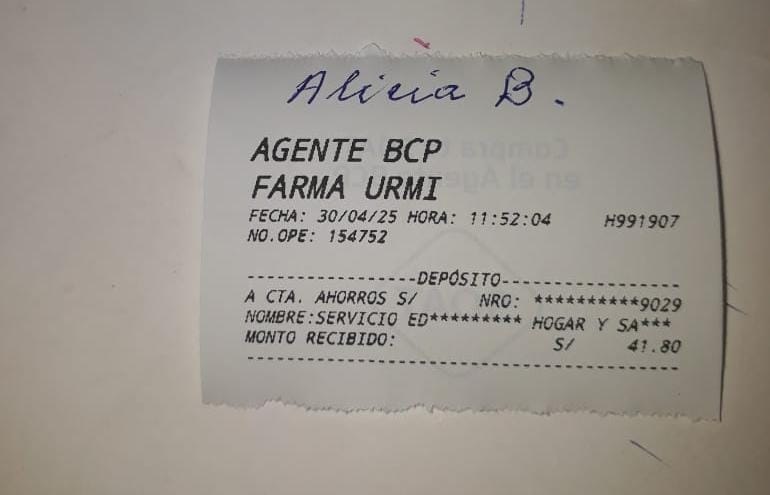 Alicia B.
AGENTE BCP
FARMA URMI
FECHA: 30/04/25 HORA: 11:52:04 H991907
NO.OPE: 154752
-----------------DEPÓSITO------------------
A CTA. AHORROS S/ NRO: **********9029
NOMBRE:SERVICIO ED********* HOGAR Y SA***
MONTO RECIBIDO: S/ 41.80
-------------------------------------------